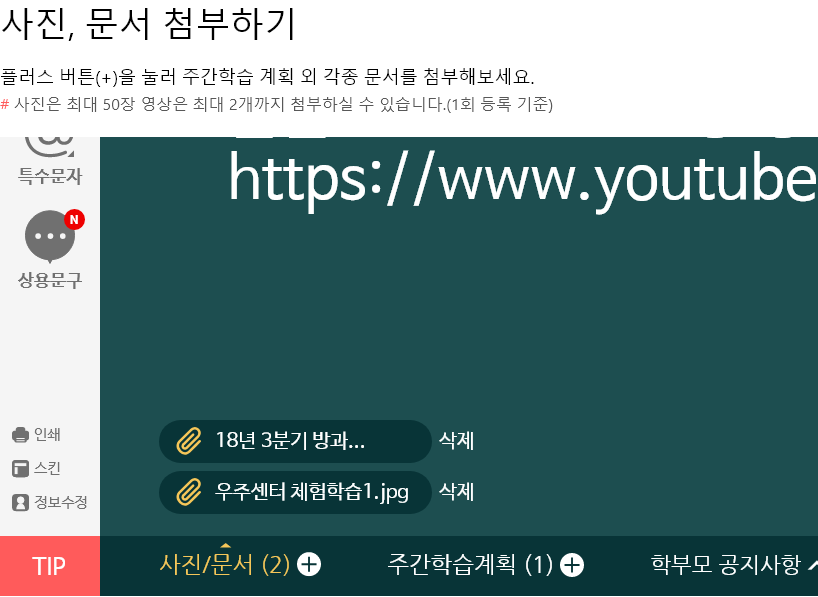 사진, 문서 첨부하기
플러스 버튼(+)을 눌러 주간학습 계획 외 각종 문서를 첨부해보세요.
# 사진은 최대 50장 영상은 최대 2개까지 첨부하실 수 있습니다.(1회 등록 기준)
@
특수문자
https://www.youtube
N
상용문구
인쇄
스킨
정보수정
18년 3분기 방과... 삭제
우주센터 체험학습1.jpg 삭제
TIP 사진/문서 (2) 주간학습계획 (1) 학부모 공지사항